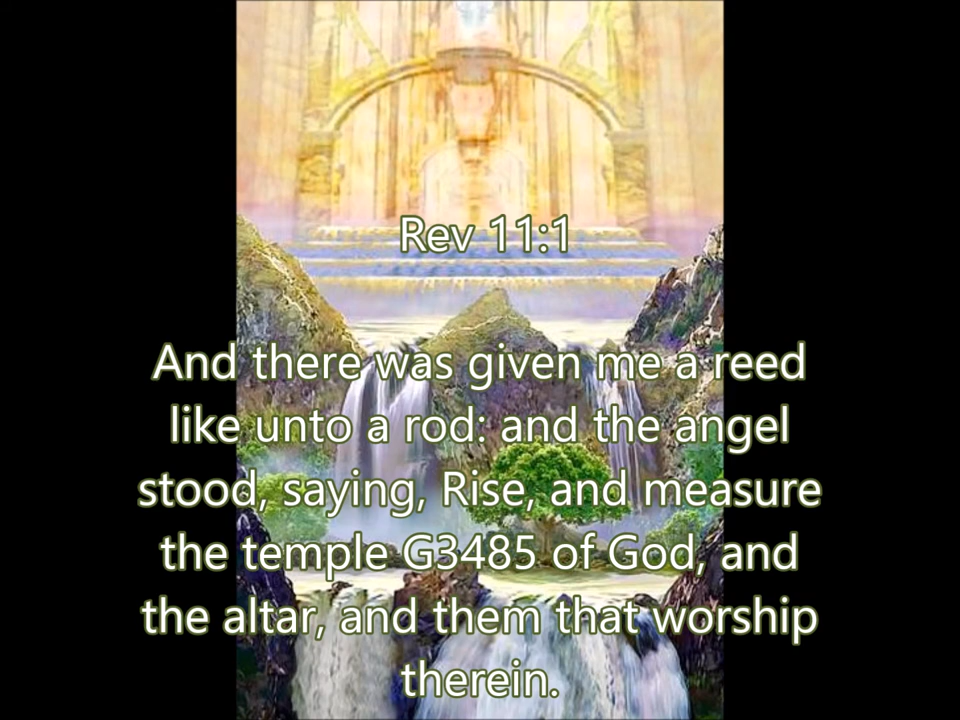 Rev 11:1
And there was given me a reed
like unto a rod: and the angel
stood, saying, Rise, and measure
the temple G3485 of God, and
the altar, and them that worship
therein.